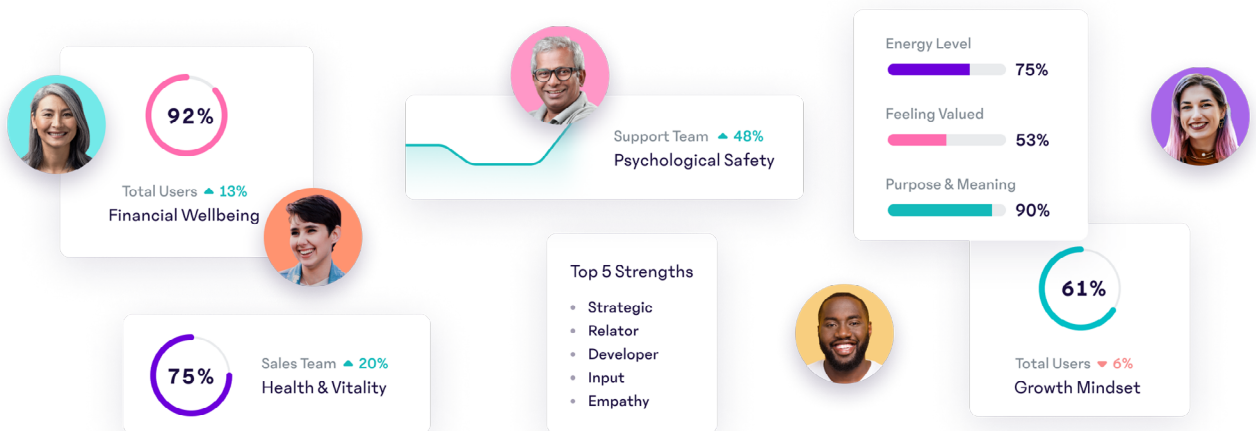 92%
Total Users 13%
Financial Wellbeing
75%
Sales Team 20%
Health & Vitality
Support Team 48%
Psychological Safety
Top 5 Strengths
Strategic
Relator
Developer
Input
Empathy
Energy Level
75%
Feeling Valued
53%
Purpose & Meaning
90%
61%
Total Users 6%
Growth Mindset